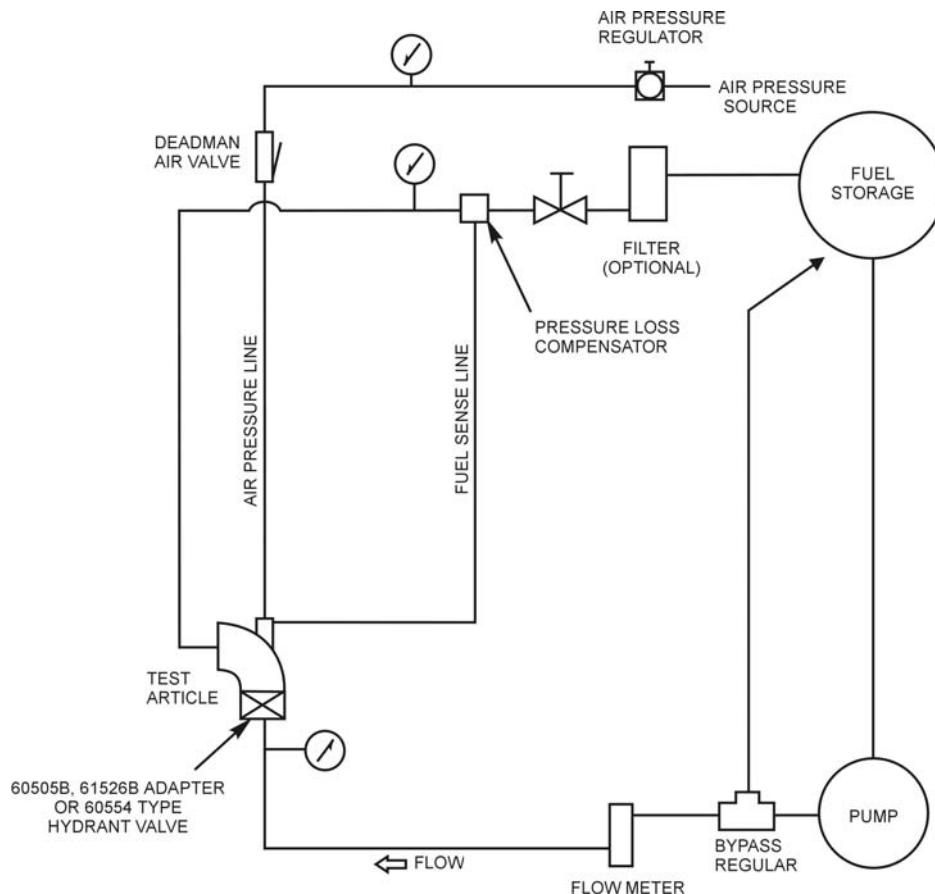 AIR PRESSURE
REGULATOR
AIR PRESSURE
SOURCE
DEADMAN
AIR VALVE
FUEL
STORAGE
FILTER
(OPTIONAL)
PRESSURE LOSS
COMPENSATOR
AIR PRESSURE LINE
FUEL SENSE LINE
TEST
ARTICLE
60505B, 61526B ADAPTER
OR 60554 TYPE
HYDRANT VALVE
FLOW
FLOW METER
BYPASS
REGULAR
PUMP